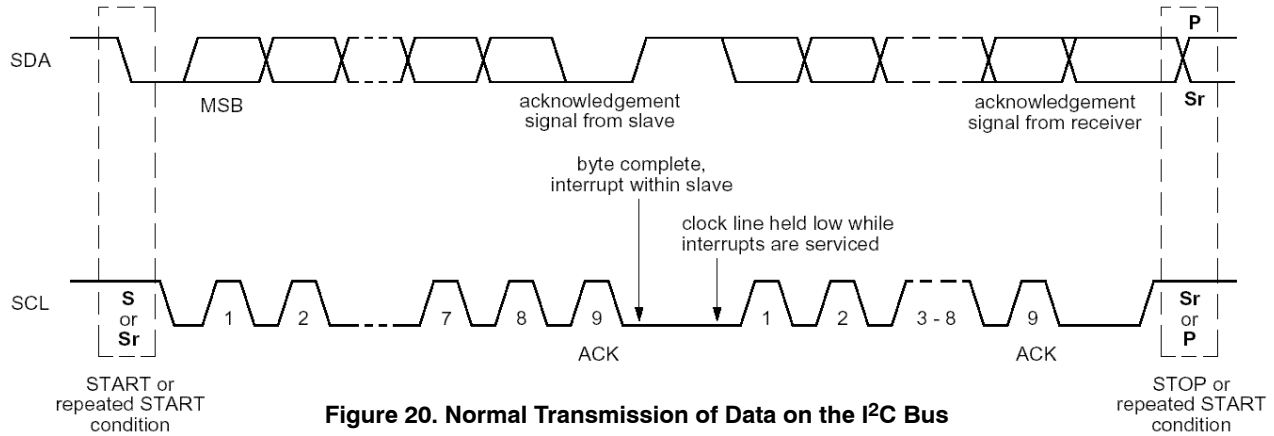 P
SDA
MSB
acknowledgement
signal from slave
acknowledgement
signal from receiver
Sr
byte complete,
interrupt within slave
clock line held low while
interrupts are serviced
SCL
S
or
Sr
1
2
7
8
9
1
2
3 - 8
9
Sr
or
P
ACK
ACK
START or
repeated START
condition
STOP or
repeated START
condition
Figure 20. Normal Transmission of Data on the I2C Bus